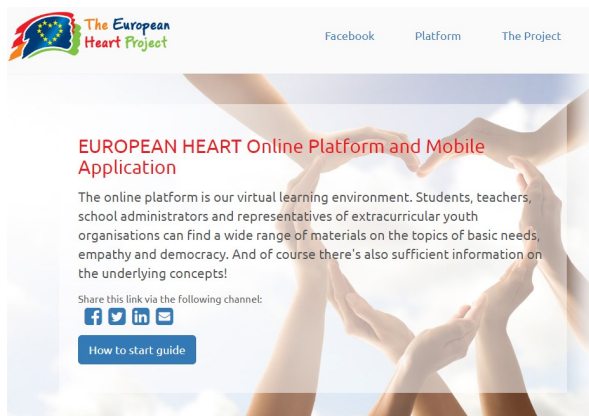 The European
Heart Project
Facebook Platform The Project
EUROPEAN HEART Online Platform and Mobile
Application
The online platform is our virtual learning environment. Students, teachers,
school administrators and representatives of extracurricular youth
organisations can find a wide range of materials on the topics of basic needs,
empathy and democracy. And of course there's also sufficient information on
the underlying concepts!
Share this link via the following channel:
How to start guide